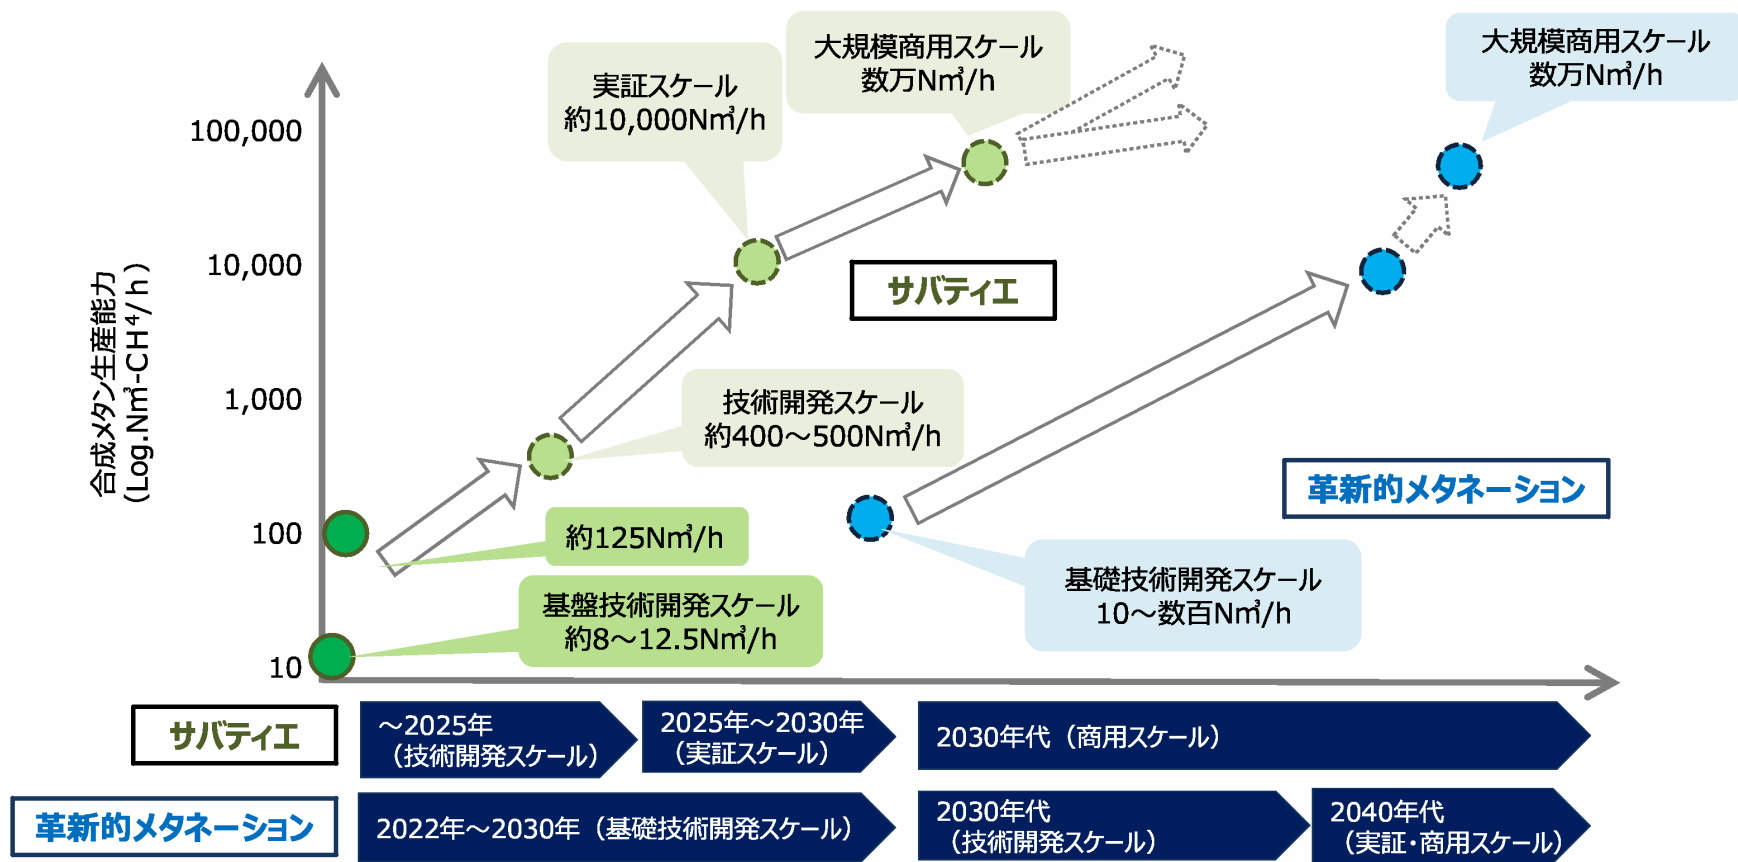 大規模商用スケール
数万N㎥/h
大規模商用スケール
数万N㎥/h
実証スケール
約10,000N㎥/h
100,000
10,000
1,000
100
10
合成メタン生産能力
(Log.N㎥-CH⁴/h)
サバティエ
技術開発スケール
約400~500N㎥/h
革新的メタネーション
約125N㎥/h
基盤技術開発スケール
約8~12.5N㎥/h
基礎技術開発スケール
10~数百N㎥/h
サバティエ
~2025年
(技術開発スケール)
2025年~2030年
(実証スケール)
2030年代(商用スケール)
革新的メタネーション
2022年~2030年(基礎技術開発スケール)
2030年代
(技術開発スケール)
2040年代
(実証・商用スケール)